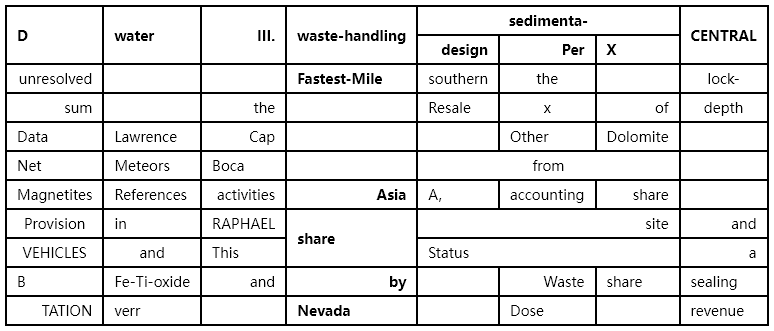 D water III. waste-handling sedimenta- CENTRAL
design Per X
unresolved Fastest-Mile southern the lock-
sum the Resale x of depth
Data Lawrence Cap Other Dolomite
Net Meteors Boca from
Magnetites References activities Asia A, accounting share
Provision in RAPHAEL share site and
VEHICLES and This Status a
B Fe-Ti-oxide and by Waste share sealing
TATION verr Nevada Dose revenue